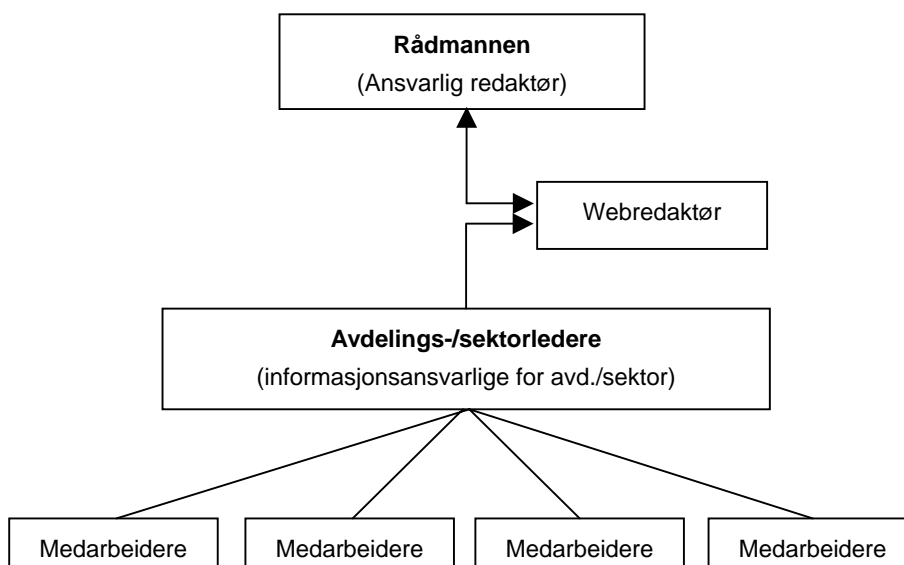 Rådmannen
(Ansvarlig redaktør)
Webredaktør
Avdelings-/sektorledere
(informasjonsansvarlige for avd./sektor)
Medarbeidere
Medarbeidere
Medarbeidere
Medarbeidere